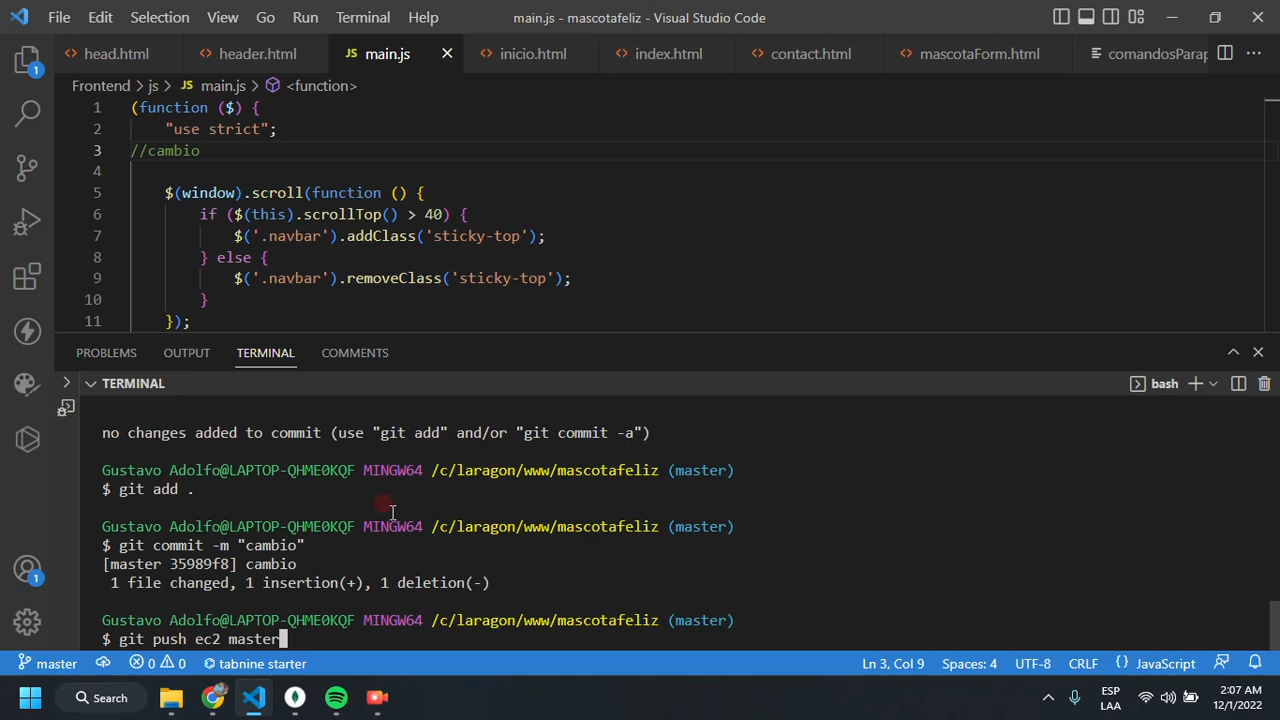 File Edit Selection View Go Run Terminal Help main.js - mascotafeliz - Visual Studio Code
head.html header.html JS main.js inicio.html index.html contact.html mascotaForm.html comandosParap
Frontend > js > JS main.js > <function>
1 (function ($) {
2 "use strict";
3 //cambio
4
5 $(window).scroll(function () {
6 if ($(this).scrollTop() > 40) {
7 $('.navbar').addClass('sticky-top');
8 } else {
9 $('.navbar').removeClass('sticky-top');
10 }
11 });
PROBLEMS OUTPUT TERMINAL COMMENTS
TERMINAL bash
no changes added to commit (use "git add" and/or "git commit -a")
Gustavo Adolfo@LAPTOP-QHME0KQF MINGW64 /c/laragon/www/mascotafeliz (master)
$ git add .
Gustavo Adolfo@LAPTOP-QHME0KQF MINGW64 /c/laragon/www/mascotafeliz (master)
$ git commit -m "cambio"
[master 35989f8] cambio
1 file changed, 1 insertion(+), 1 deletion(-)
Gustavo Adolfo@LAPTOP-QHME0KQF MINGW64 /c/laragon/www/mascotafeliz (master)
$ git push ec2 master
1
1
master 0 0 tabnine starter Ln 3, Col 9 Spaces: 4 UTF-8 CRLF {} JavaScript
Search ESP LAA 2:07 AM 12/1/2022